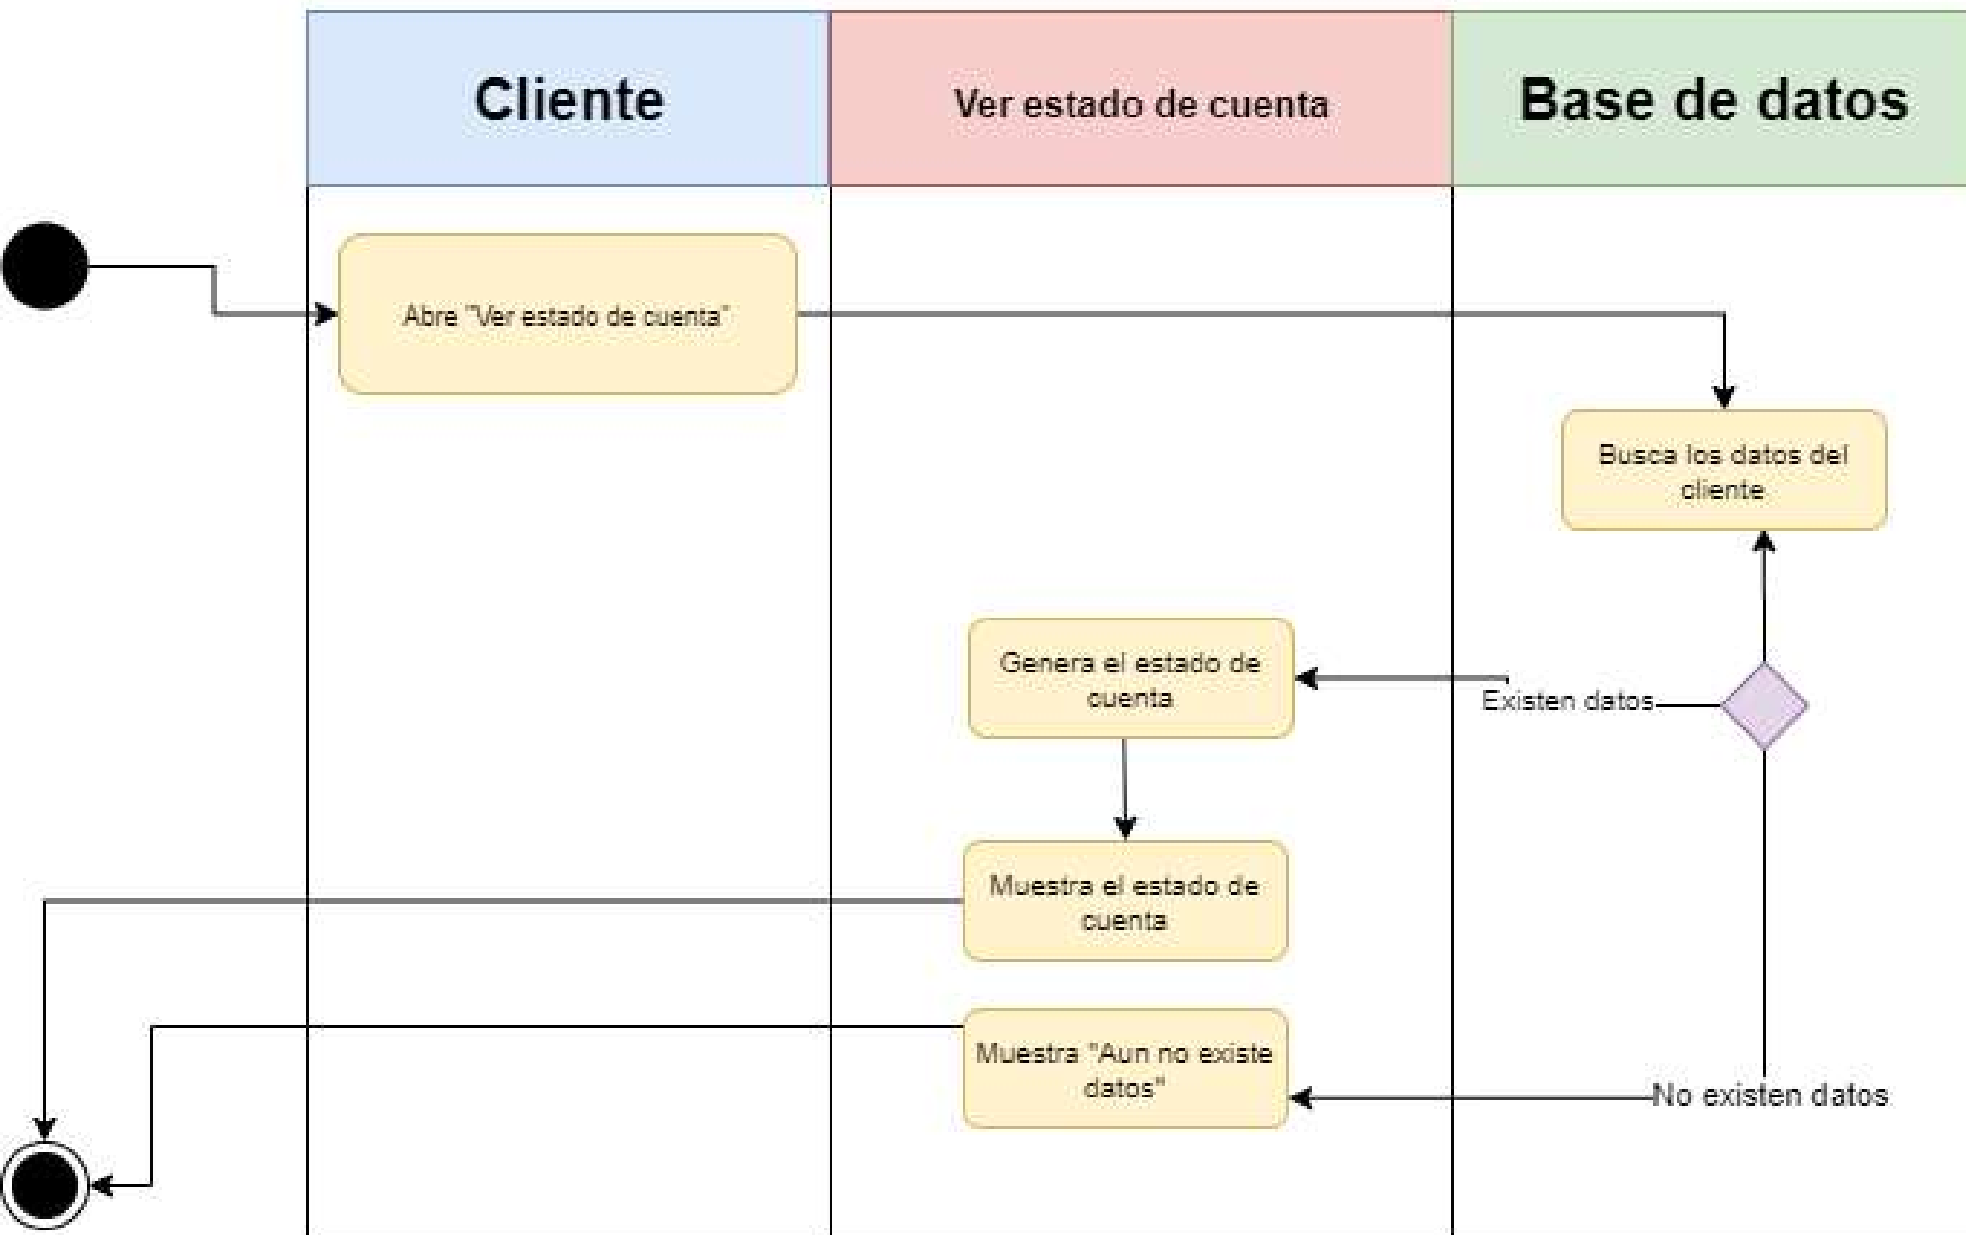 Cliente
Ver estado de cuenta
Base de datos
Abre "Ver estado de cuenta"
Busca los datos del
cliente
Genera el estado de
cuenta
Existen datos
Muestra el estado de
cuenta
Muestra "Aun no existe
datos"
No existen datos